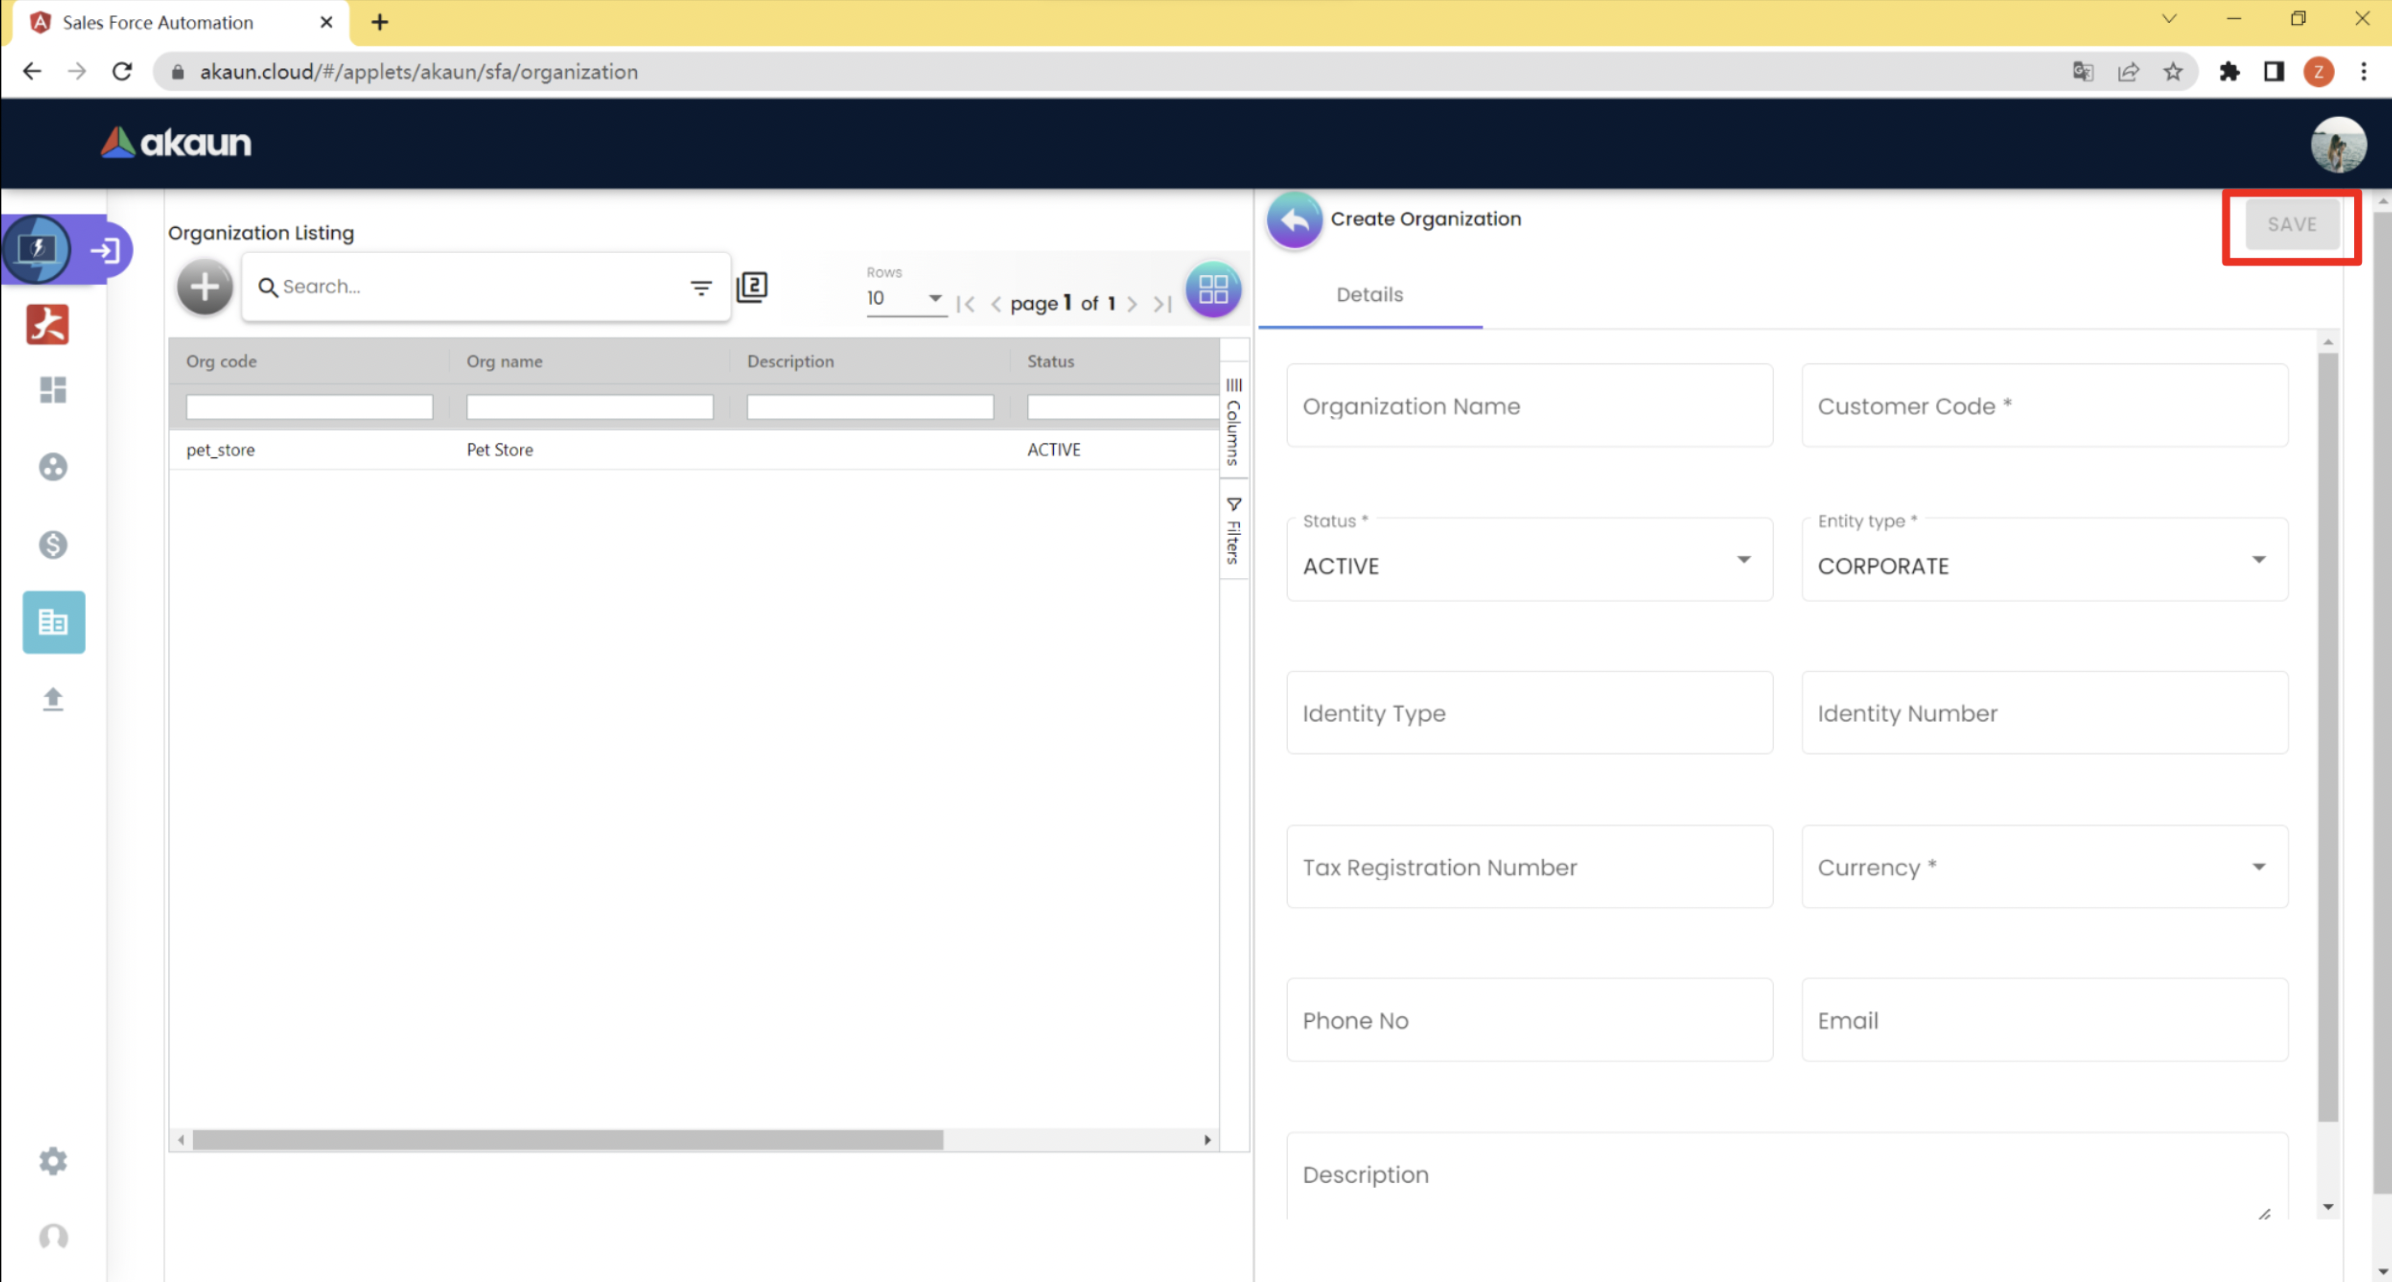 Sales Force Automation
akaun.cloud/#/applets/akaun/sfa/organization
Z
akaun
Organization Listing
Search...
2
Rows
10
page 1 of 1
Org code
Org name
Description
Status
pet_store
Pet Store
ACTIVE
Columns
Filters
Create Organization
SAVE
Details
Organization Name
Customer Code *
Status *
ACTIVE
Entity type *
CORPORATE
Identity Type
Identity Number
Tax Registration Number
Currency *
Phone No
Email
Description